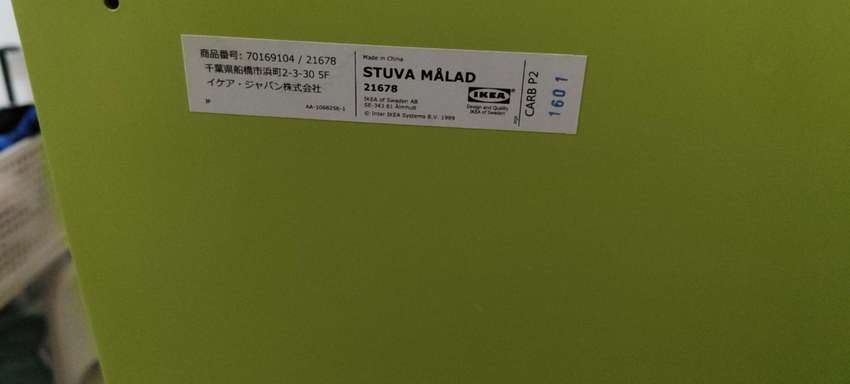 商品番号: 70169104 / 21678
千葉県船橋市浜町2-3-30 5F
イケア・ジャパン株式会社
JP
AA-1066256-1
Made in China
STUVA MÅLAD
21678
IKEA of Sweden AB
SE-343 81 Älmhult
© Inter IKEA Systems B.V. 1999
IKEA
Design and Quality
IKEA of Sweden
CARB P2
1601